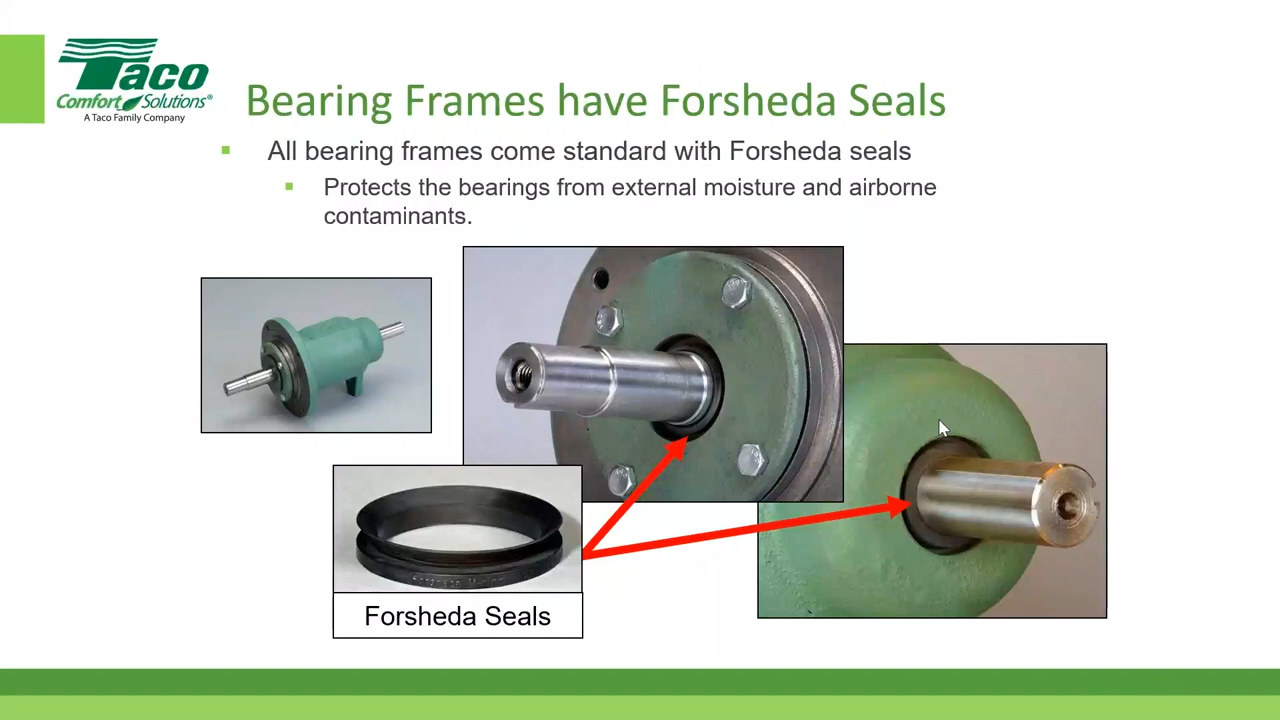 Taco
Comfort Solutions®
A Taco Family Company
Bearing Frames have Forsheda Seals
All bearing frames come standard with Forsheda seals
Protects the bearings from external moisture and airborne
contaminants.
Forsheda Seals